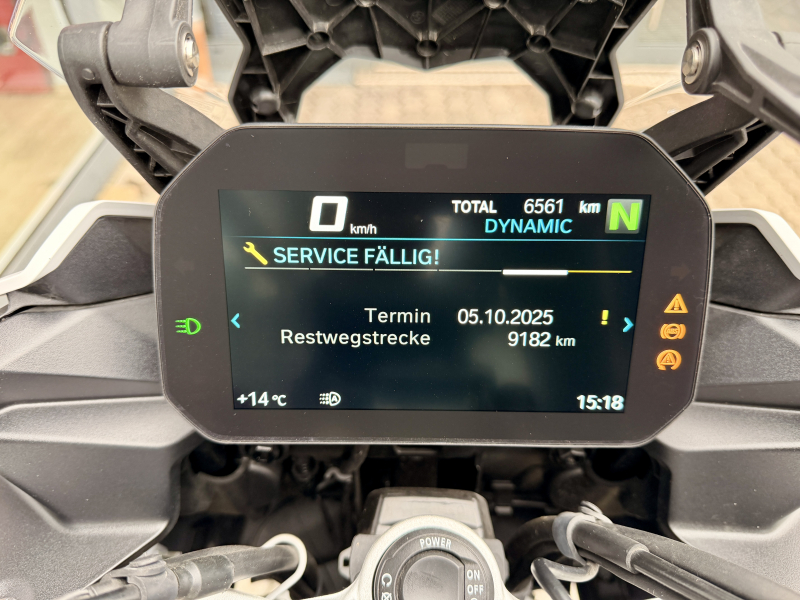 0 km/h TOTAL 6561 km N
DYNAMIC
SERVICE FÄLLIG!
Termin 05.10.2025 !
Restwegstrecke 9182 km
+14 °C 15:18
POWER
ON
OFF